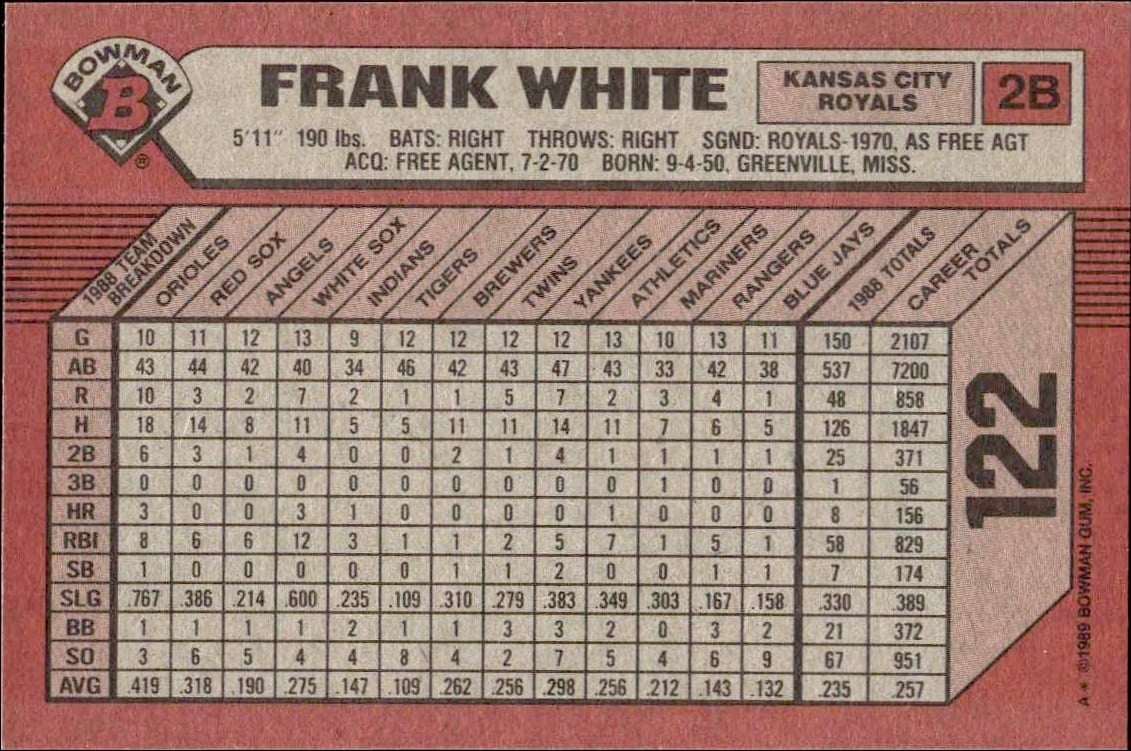 BOWMAN
B
®
FRANK WHITE
KANSAS CITY
ROYALS
2B
5'11" 190 lbs. BATS: RIGHT THROWS: RIGHT SGND: ROYALS-1970, AS FREE AGT
ACQ: FREE AGENT, 7-2-70 BORN: 9-4-50, GREENVILLE, MISS.
1988 TEAM BREAKDOWN ORIOLES RED SOX ANGELS WHITE SOX INDIANS TIGERS BREWERS TWINS YANKEES ATHLETICS MARINERS RANGERS BLUE JAYS 1988 TOTALS CAREER TOTALS
G 10 11 12 13 9 12 12 12 12 13 10 13 11 150 2107
AB 43 44 42 40 34 46 42 43 47 43 33 42 38 537 7200
R 10 3 2 7 2 1 1 5 7 2 3 4 1 48 858
H 18 14 8 11 5 5 11 11 14 11 7 6 5 126 1847
2B 6 3 1 4 0 0 2 1 4 1 1 1 1 25 371
3B 0 0 0 0 0 0 0 0 0 0 1 0 0 1 56
HR 3 0 0 3 1 0 0 0 0 1 0 0 0 8 156
RBI 8 6 6 12 3 1 1 2 5 7 1 5 1 58 829
SB 1 0 0 0 0 0 1 1 2 0 0 1 1 7 174
SLG .767 .386 .214 .600 .235 .109 .310 .279 .383 .349 .303 .167 .158 .330 .389
BB 1 1 1 1 2 1 1 3 3 2 0 3 2 21 372
SO 3 6 5 4 4 8 4 2 7 5 4 6 9 67 951
AVG .419 .318 .190 .275 .147 .109 .262 .256 .298 .256 .212 .143 .132 .235 .257
122
A ★ ©1989 BOWMAN GUM, INC.